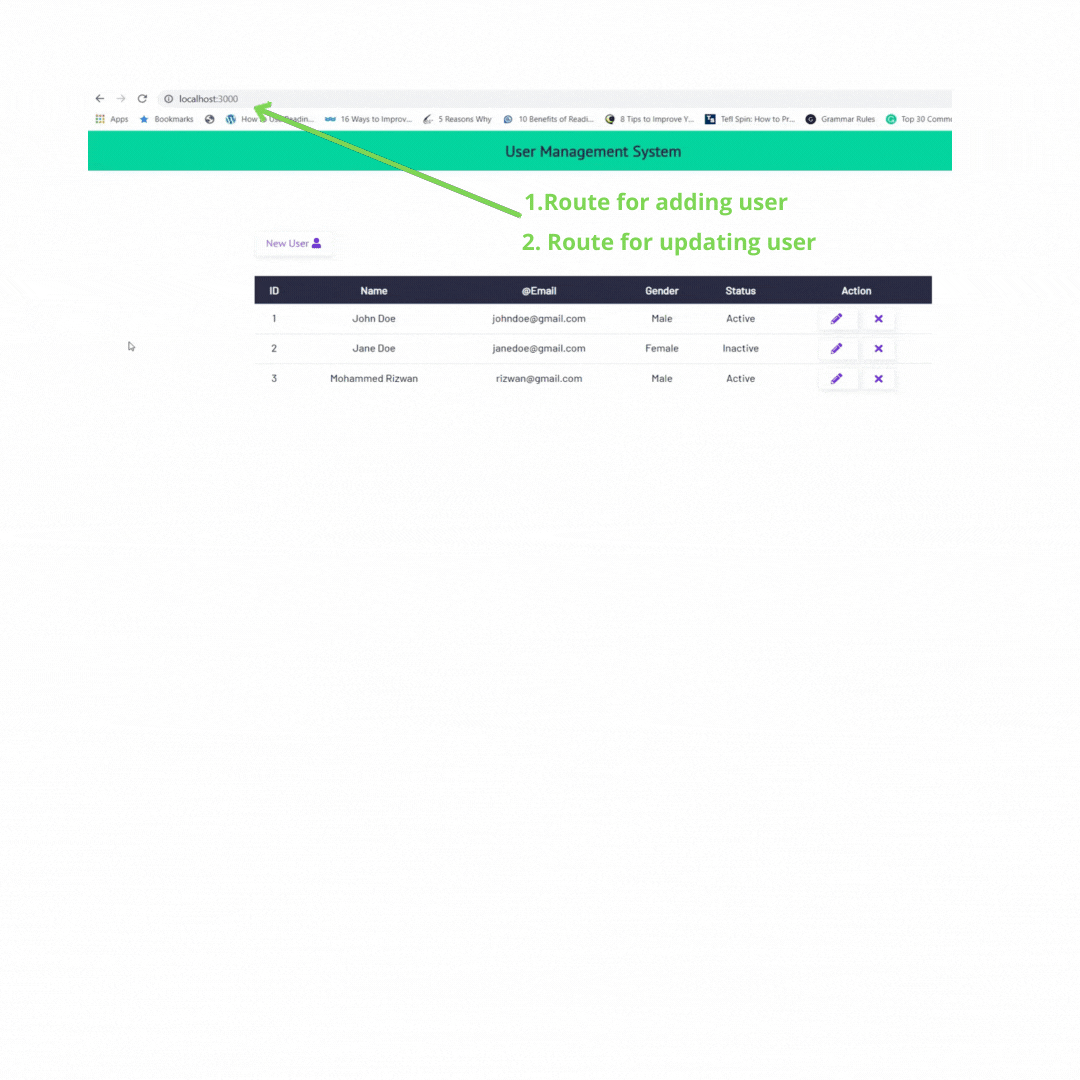 localhost:3000
Apps Bookmarks How to Use Readin... 16 Ways to Improv... 5 Reasons Why 10 Benefits of Readi... 8 Tips to Improve Y... Tefl Spin: How to Pr... Grammar Rules Top 30 Comm
User Management System
1.Route for adding user
2. Route for updating user
New User
ID Name @Email Gender Status Action
1 John Doe johndoe@gmail.com Male Active
2 Jane Doe janedoe@gmail.com Female Inactive
3 Mohammed Rizwan rizwan@gmail.com Male Active